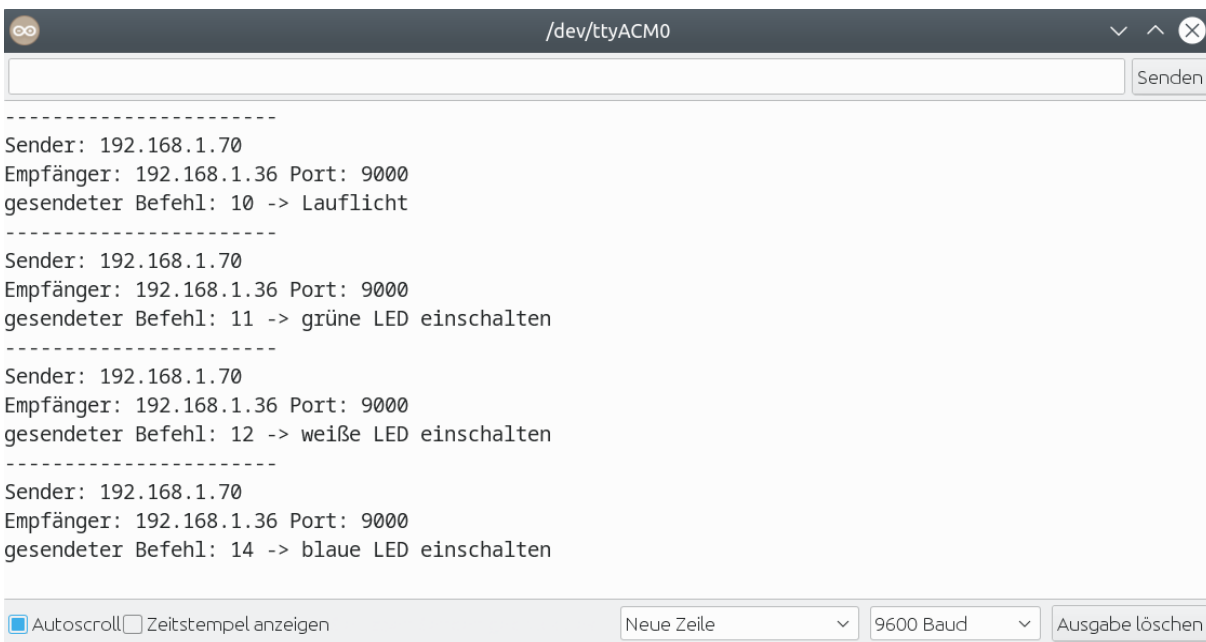 /dev/ttyACM0
Senden
-----------------------
Sender: 192.168.1.70
Empfänger: 192.168.1.36 Port: 9000
gesendeter Befehl: 10 -> Lauflicht
-----------------------
Sender: 192.168.1.70
Empfänger: 192.168.1.36 Port: 9000
gesendeter Befehl: 11 -> grüne LED einschalten
-----------------------
Sender: 192.168.1.70
Empfänger: 192.168.1.36 Port: 9000
gesendeter Befehl: 12 -> weiße LED einschalten
-----------------------
Sender: 192.168.1.70
Empfänger: 192.168.1.36 Port: 9000
gesendeter Befehl: 14 -> blaue LED einschalten
Autoscroll Zeitstempel anzeigen Neue Zeile 9600 Baud Ausgabe löschen